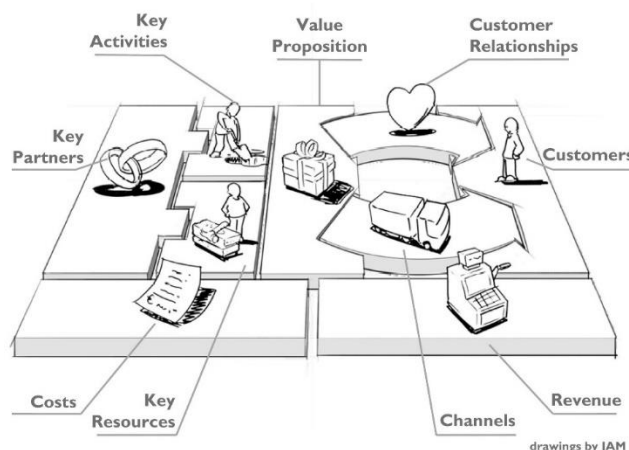 Key
Activities
Value
Proposition
Customer
Relationships
Key
Partners
Customers
Costs
Key
Resources
Channels
Revenue
drawings by JAM